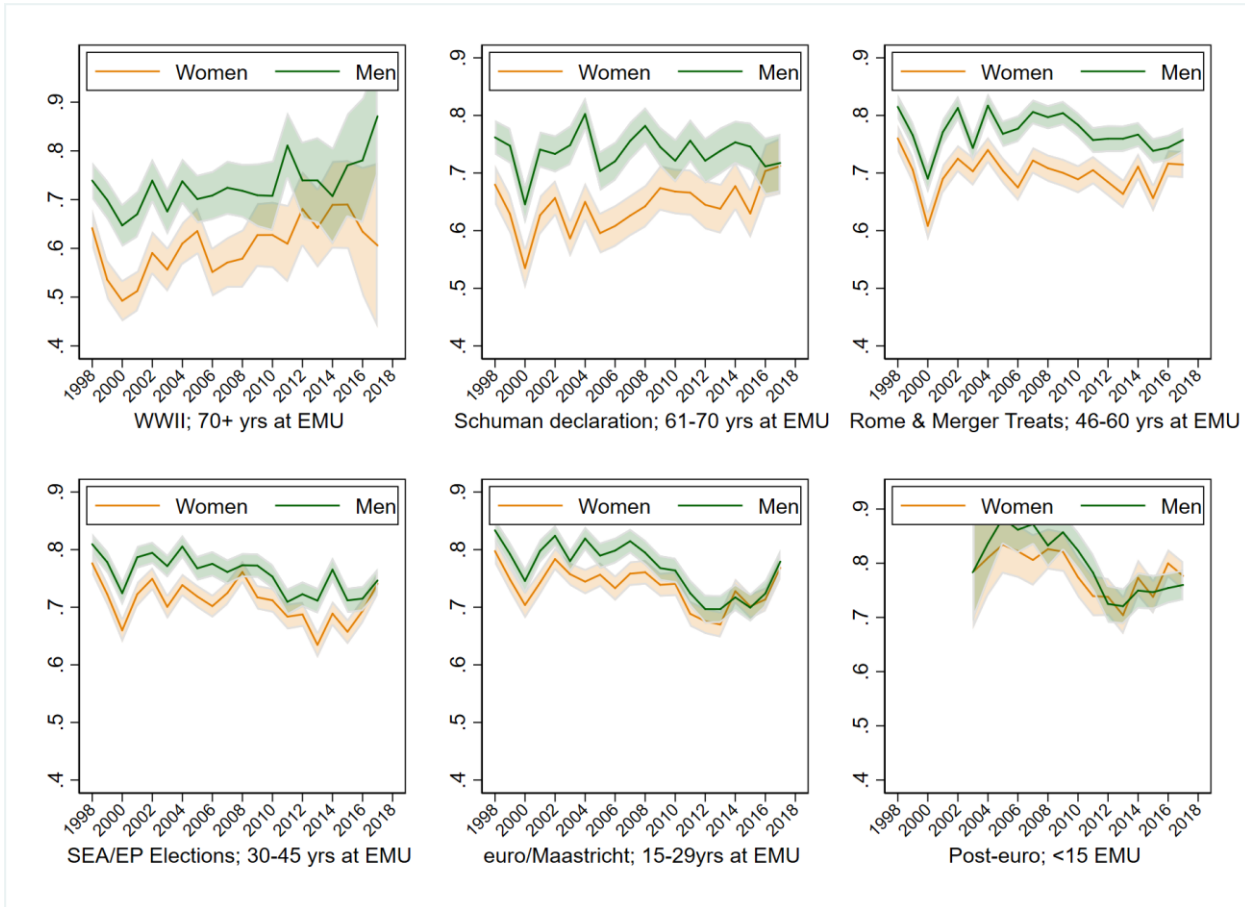 Women Men
.9
.8
.7
.6
.5
.4
1998 2000 2002 2004 2006 2008 2010 2012 2014 2016 2018
WWII; 70+ yrs at EMU
Women Men
.9
.8
.7
.6
.5
.4
1998 2000 2002 2004 2006 2008 2010 2012 2014 2016 2018
Schuman declaration; 61-70 yrs at EMU
Women Men
.9
.8
.7
.6
.5
.4
1998 2000 2002 2004 2006 2008 2010 2012 2014 2016 2018
Rome & Merger Treats; 46-60 yrs at EMU
Women Men
.9
.8
.7
.6
.5
.4
1998 2000 2002 2004 2006 2008 2010 2012 2014 2016 2018
SEA/EP Elections; 30-45 yrs at EMU
Women Men
.9
.8
.7
.6
.5
.4
1998 2000 2002 2004 2006 2008 2010 2012 2014 2016 2018
euro/Maastricht; 15-29yrs at EMU
Women Men
.9
.8
.7
.6
.5
.4
1998 2000 2002 2004 2006 2008 2010 2012 2014 2016 2018
Post-euro; <15 EMU